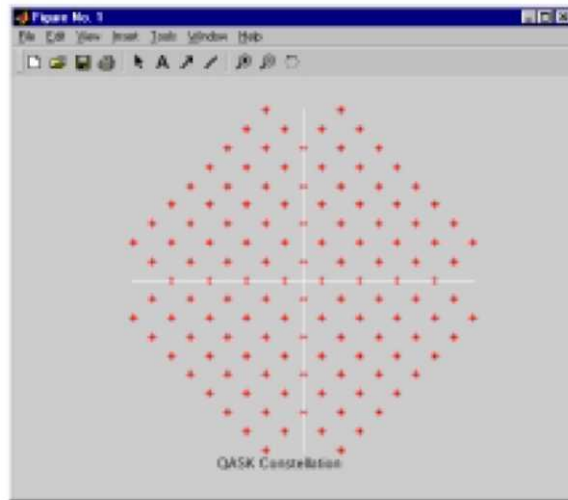 Figure No. 1
File Edit View Insert Tools Window Help
A
QASK Constellation